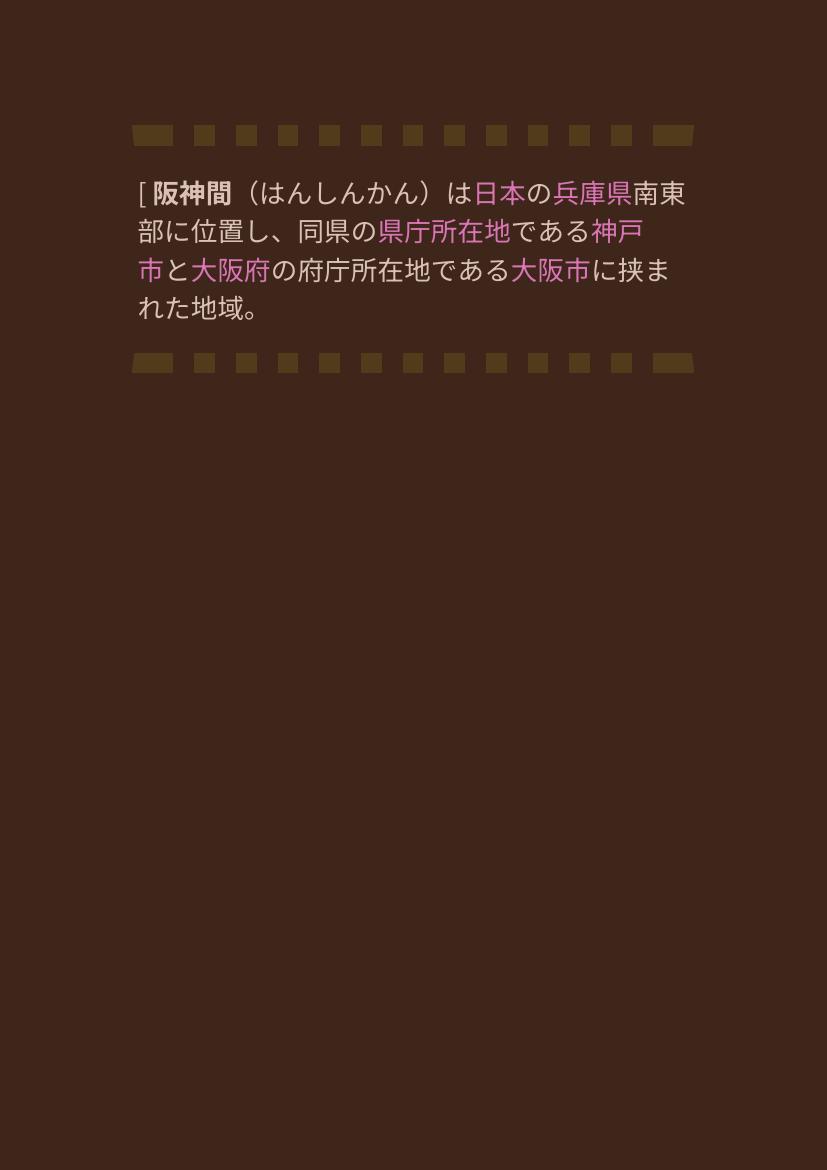 [ 阪神間（はんしんかん）は日本の兵庫県南東
部に位置し、同県の県庁所在地である神戸
市と大阪府の府庁所在地である大阪市に挟ま
れた地域。